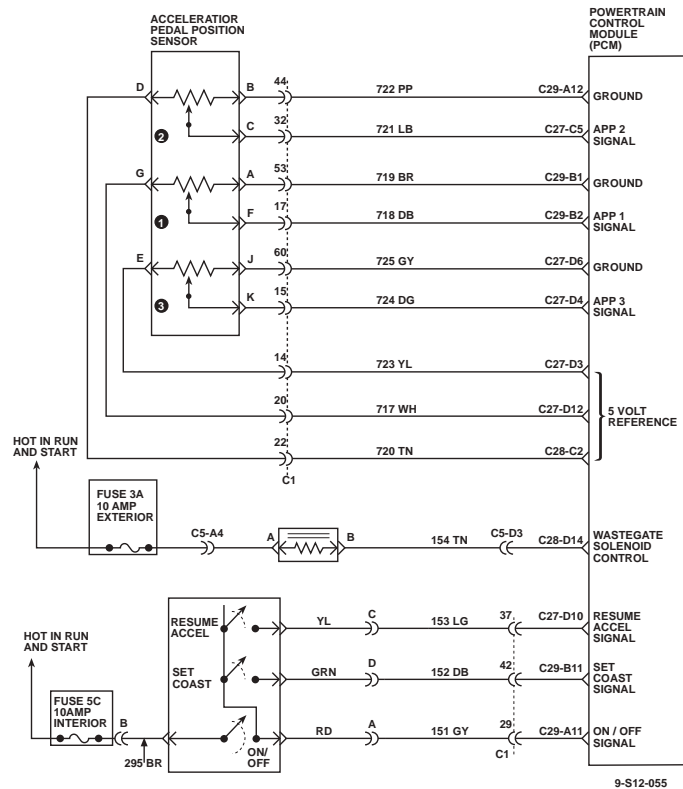 ACCELERATIOR
PEDAL POSITION
SENSOR
POWERTRAIN
CONTROL
MODULE
(PCM)
D
B
44
722 PP
C29-A12
GROUND
2
C
32
721 LB
C27-C5
APP 2
SIGNAL
G
A
53
719 BR
C29-B1
GROUND
1
F
17
718 DB
C29-B2
APP 1
SIGNAL
E
J
60
725 GY
C27-D6
GROUND
3
K
15
724 DG
C27-D4
APP 3
SIGNAL
14
723 YL
C27-D3
20
717 WH
C27-D12
5 VOLT
REFERENCE
22
720 TN
C28-C2
C1
HOT IN RUN
AND START
FUSE 3A
10 AMP
EXTERIOR
C5-A4
A
B
154 TN
C5-D3
C28-D14
WASTEGATE
SOLENOID
CONTROL
RESUME
ACCEL
YL
C
153 LG
37
C27-D10
RESUME
ACCEL
SIGNAL
HOT IN RUN
AND START
SET
COAST
GRN
D
152 DB
42
C29-B11
SET
COAST
SIGNAL
FUSE 5C
10AMP
INTERIOR
B
295 BR
ON/
OFF
RD
A
151 GY
29
C1
C29-A11
ON / OFF
SIGNAL
9-S12-055